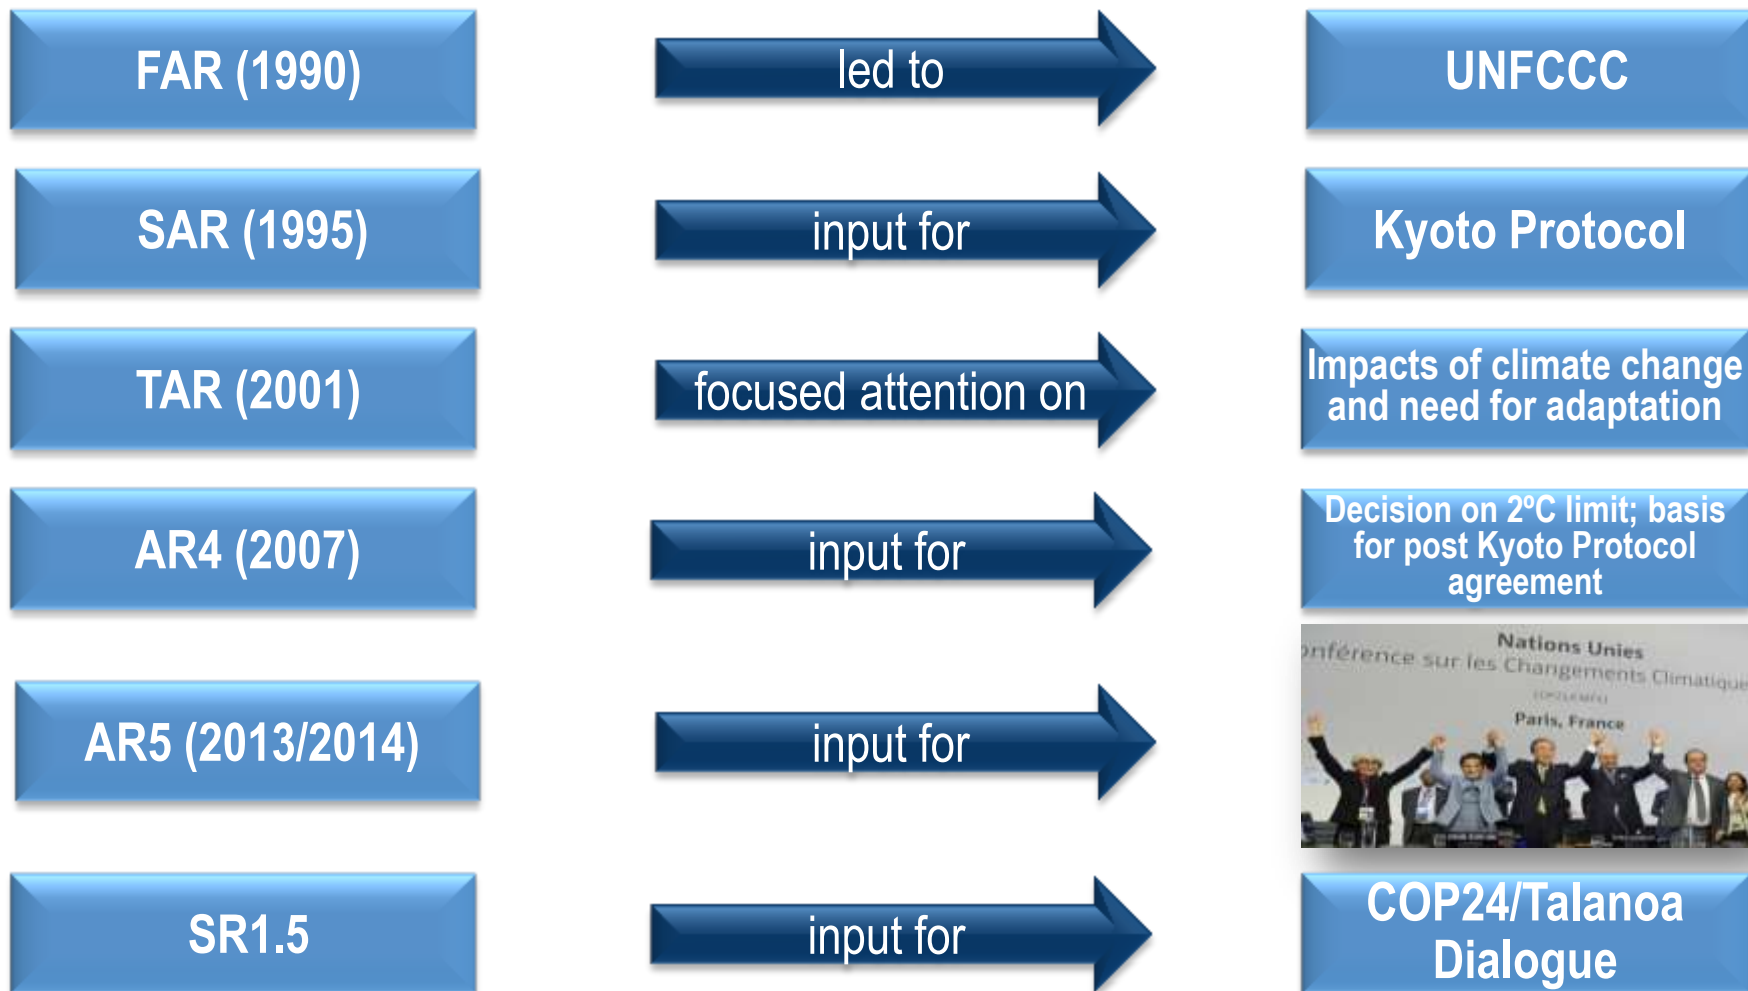 FAR (1990)
led to
UNFCCC
SAR (1995)
input for
Kyoto Protocol
TAR (2001)
focused attention on
Impacts of climate change
and need for adaptation
AR4 (2007)
input for
Decision on 2ºC limit; basis
for post Kyoto Protocol
agreement
Nations Unies
onférence sur les Changements Climatique
Paris, France
AR5 (2013/2014)
input for
SR1.5
input for
COP24/Talanoa
Dialogue